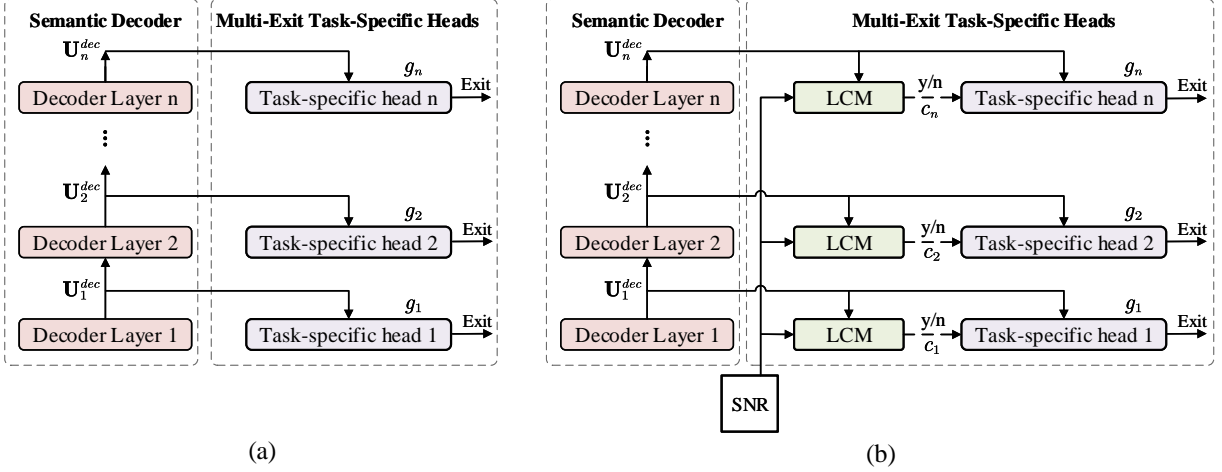 Semantic Decoder
Multi-Exit Task-Specific Heads
U_n^{dec}
g_n
Decoder Layer n
Task-specific head n
Exit
...
U_2^{dec}
g_2
Decoder Layer 2
Task-specific head 2
Exit
U_1^{dec}
g_1
Decoder Layer 1
Task-specific head 1
Exit
(a)
Semantic Decoder
Multi-Exit Task-Specific Heads
U_n^{dec}
g_n
Decoder Layer n
LCM
y/n
c_n
Task-specific head n
Exit
...
U_2^{dec}
g_2
Decoder Layer 2
LCM
y/n
c_2
Task-specific head 2
Exit
U_1^{dec}
g_1
Decoder Layer 1
LCM
y/n
c_1
Task-specific head 1
Exit
SNR
(b)